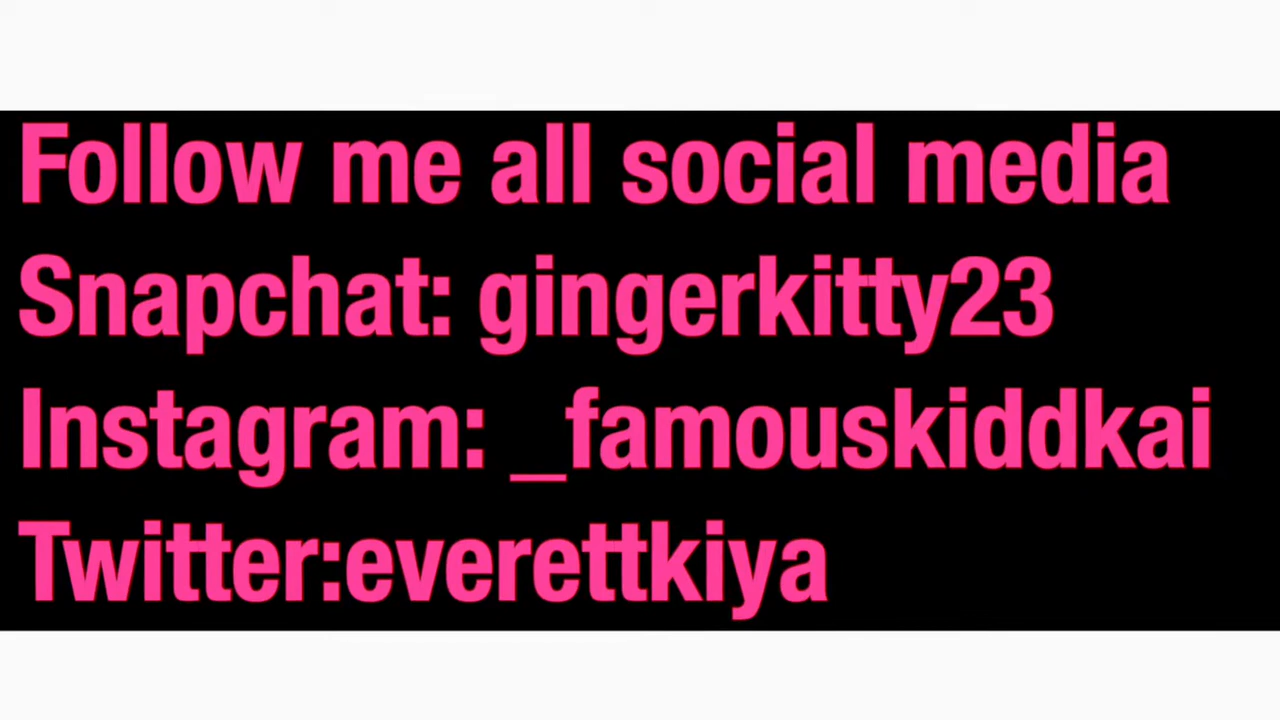 Follow me all social media
Snapchat: gingerkitty23
Instagram: _famouskiddkai
Twitter:everettkiya